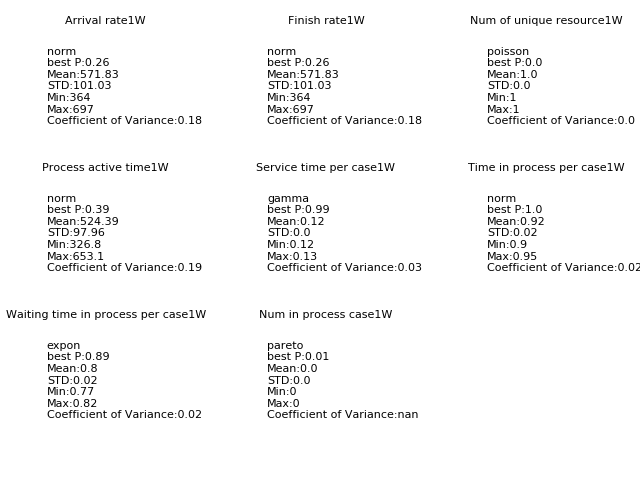 Arrival rate1W
norm
best P:0.26
Mean:571.83
STD:101.03
Min:364
Max:697
Coefficient of Variance:0.18
Finish rate1W
norm
best P:0.26
Mean:571.83
STD:101.03
Min:364
Max:697
Coefficient of Variance:0.18
Num of unique resource1W
poisson
best P:0.0
Mean:1.0
STD:0.0
Min:1
Max:1
Coefficient of Variance:0.0
Process active time1W
norm
best P:0.39
Mean:524.39
STD:97.96
Min:326.8
Max:653.1
Coefficient of Variance:0.19
Service time per case1W
gamma
best P:0.99
Mean:0.12
STD:0.0
Min:0.12
Max:0.13
Coefficient of Variance:0.03
Time in process per case1W
norm
best P:1.0
Mean:0.92
STD:0.02
Min:0.9
Max:0.95
Coefficient of Variance:0.02
Waiting time in process per case1W
expon
best P:0.89
Mean:0.8
STD:0.02
Min:0.77
Max:0.82
Coefficient of Variance:0.02
Num in process case1W
pareto
best P:0.01
Mean:0.0
STD:0.0
Min:0
Max:0
Coefficient of Variance:nan